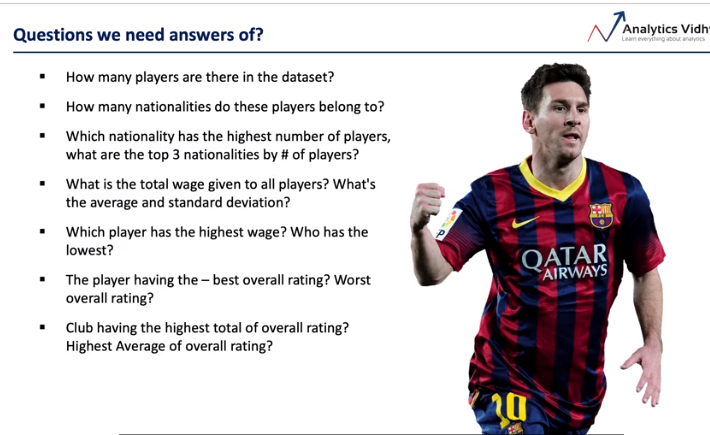 Questions we need answers of?
Analytics Vidh
Learn everything about analytics
▪ How many players are there in the dataset?
▪ How many nationalities do these players belong to?
▪ Which nationality has the highest number of players,
what are the top 3 nationalities by # of players?
▪ What is the total wage given to all players? What's
the average and standard deviation?
▪ Which player has the highest wage? Who has the
lowest?
▪ The player having the – best overall rating? Worst
overall rating?
▪ Club having the highest total of overall rating?
Highest Average of overall rating?
QATAR
AIRWAYS
10